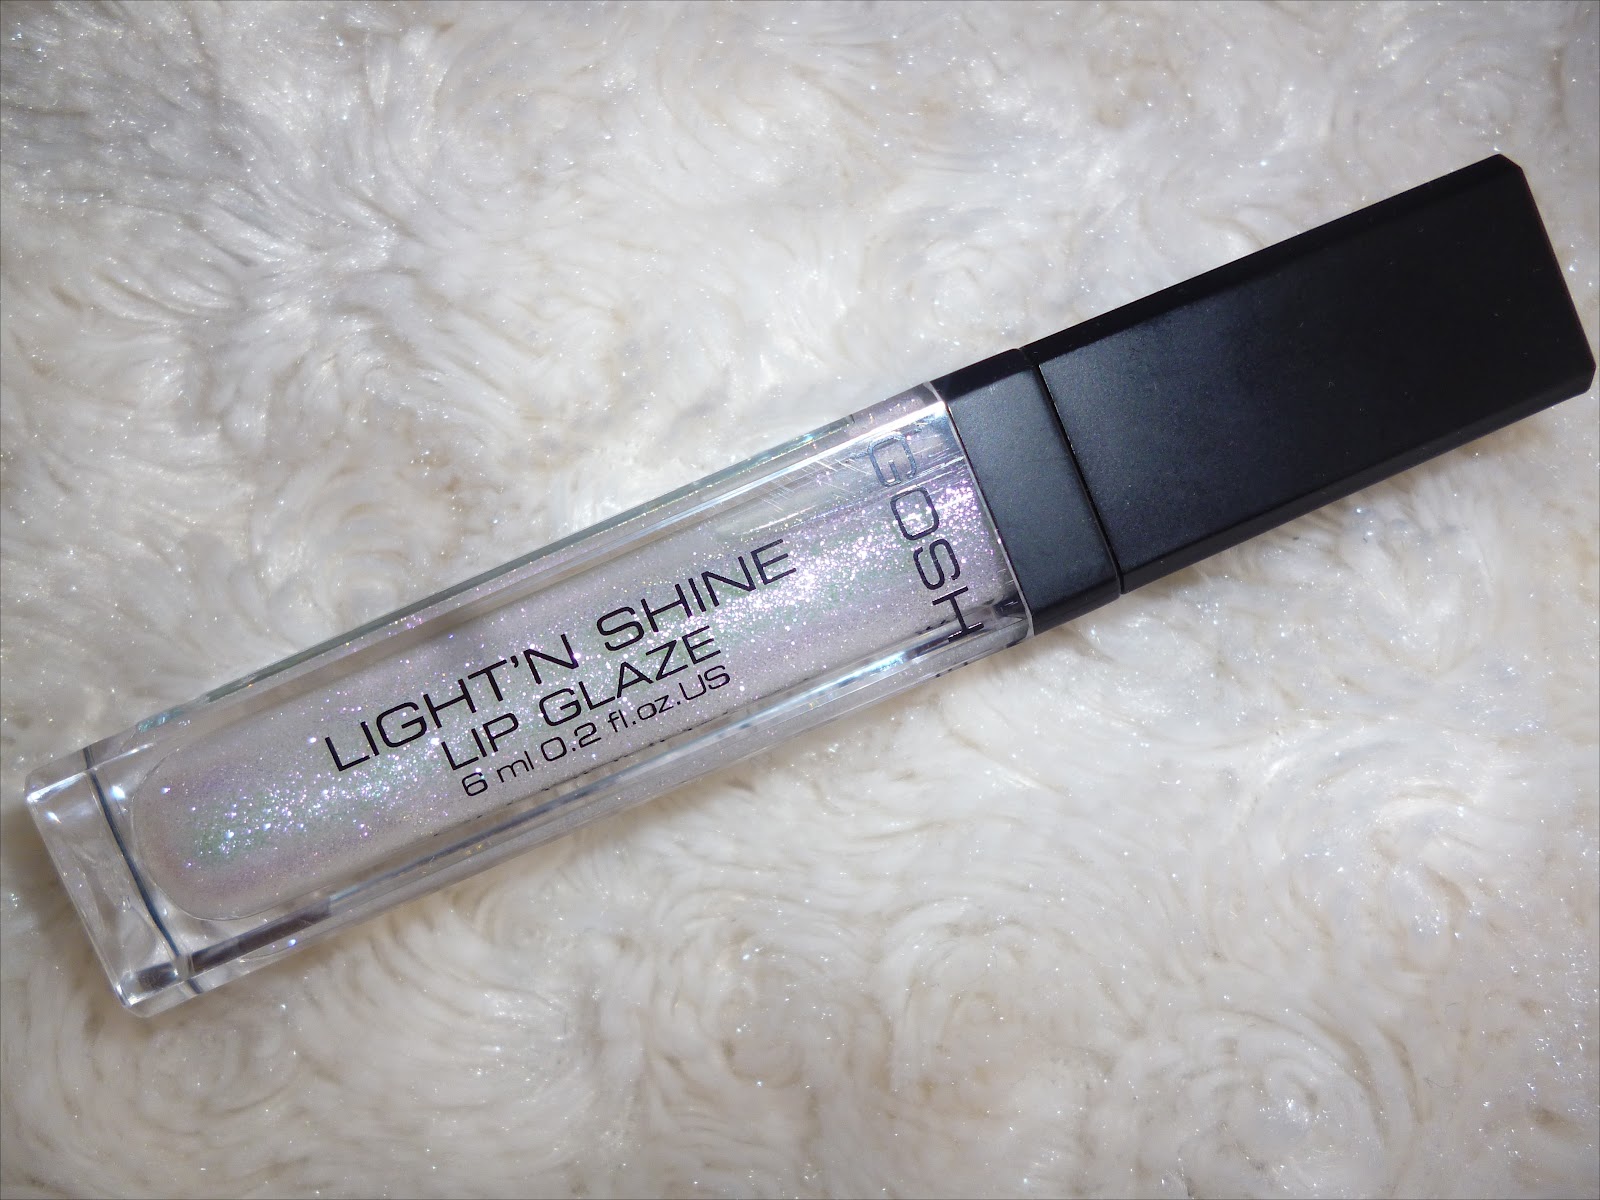 GOSH
LIGHT'N SHINE
LIP GLAZE
6 ml 0.2 fl.oz.US